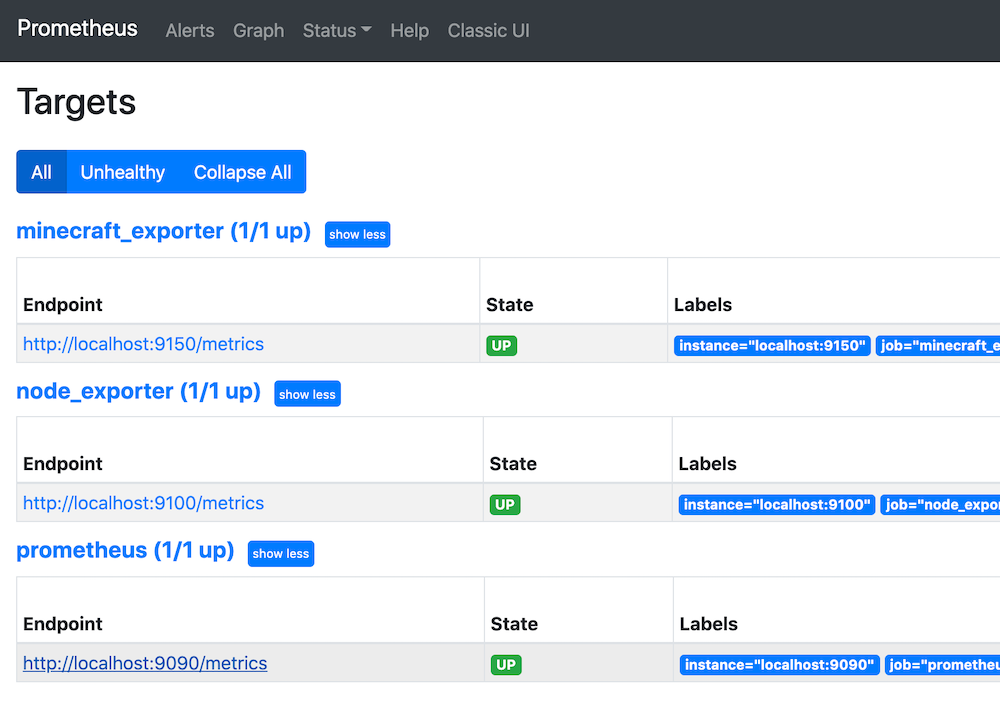 Prometheus Alerts Graph Status Help Classic UI
Targets
All Unhealthy Collapse All
minecraft_exporter (1/1 up) show less
Endpoint State Labels
http://localhost:9150/metrics UP instance="localhost:9150" job="minecraft_e
node_exporter (1/1 up) show less
Endpoint State Labels
http://localhost:9100/metrics UP instance="localhost:9100" job="node_expor
prometheus (1/1 up) show less
Endpoint State Labels
http://localhost:9090/metrics UP instance="localhost:9090" job="prometheu